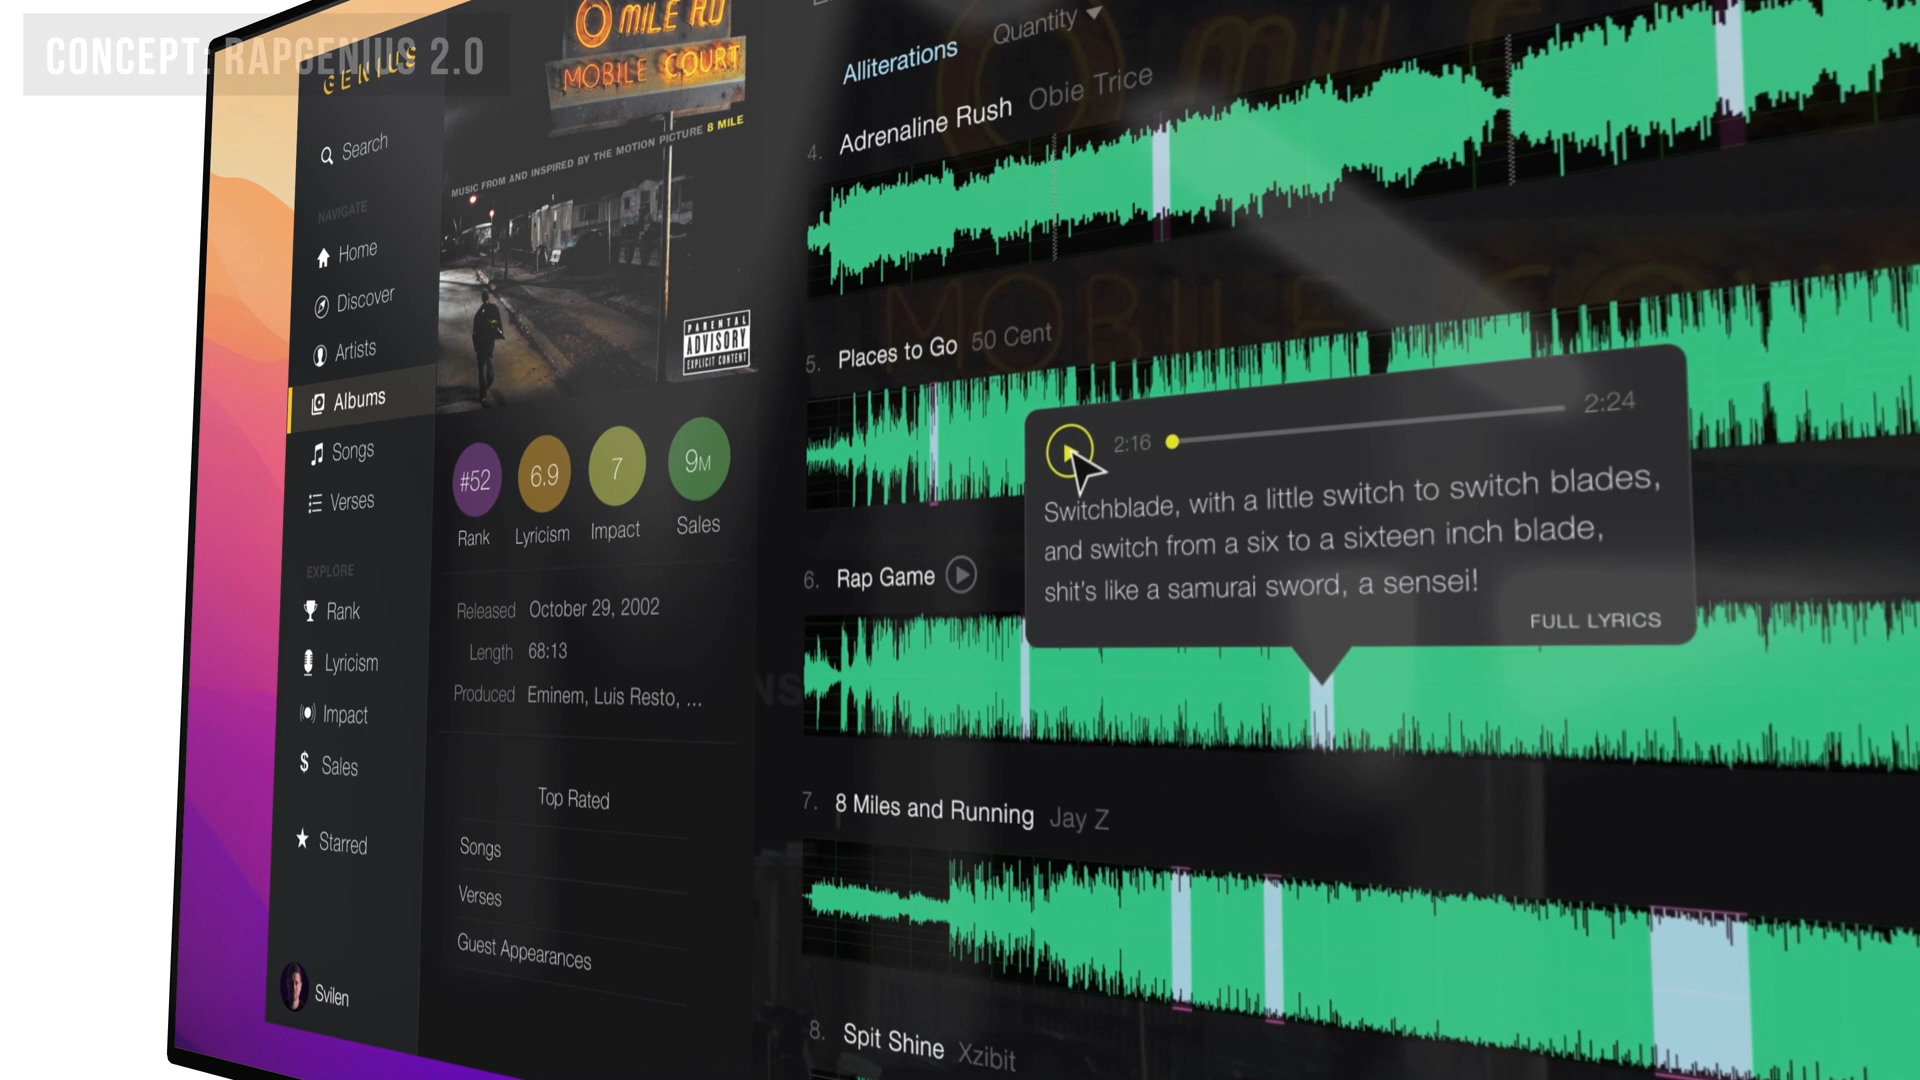 CONCEPT: RAPGENIUS 2.0
GENIUS
Search
NAVIGATE
Home
Discover
Artists
Albums
Songs
Verses
EXPLORE
Rank
Lyricism
Impact
Sales
Starred
Svilen
MILE RD
MOBILE COURT
MUSIC FROM AND INSPIRED BY THE MOTION PICTURE 8 MILE
PARENTAL
ADVISORY
EXPLICIT CONTENT
#52
6.9
7
9M
Rank
Lyricism
Impact
Sales
Released October 29, 2002
Length 68:13
Produced Eminem, Luis Resto, ...
Top Rated
Songs
Verses
Guest Appearances
Alliterations
Quantity
4. Adrenaline Rush Obie Trice
5. Places to Go 50 Cent
2:16
2:24
Switchblade, with a little switch to switch blades,
and switch from a six to a sixteen inch blade,
shit's like a samurai sword, a sensei!
FULL LYRICS
6. Rap Game
7. 8 Miles and Running Jay Z
8. Spit Shine Xzibit